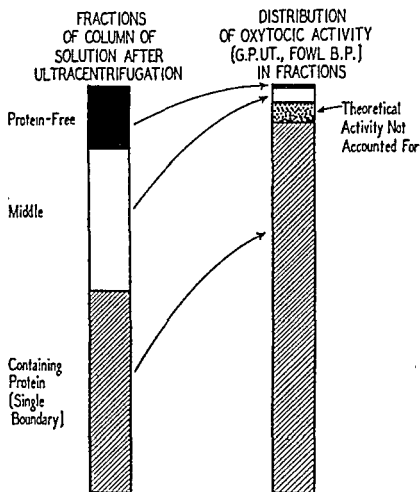 FRACTIONS
OF COLUMN OF
SOLUTION AFTER
ULTRACENTRIFUGATION
DISTRIBUTION
OF OXYTOCIC ACTIVITY
(G.P.UT., FOWL B.P.)
IN FRACTIONS
Protein-Free
Theoretical
Activity Not
Accounted For
Middle
Containing
Protein
(Single
Boundary)